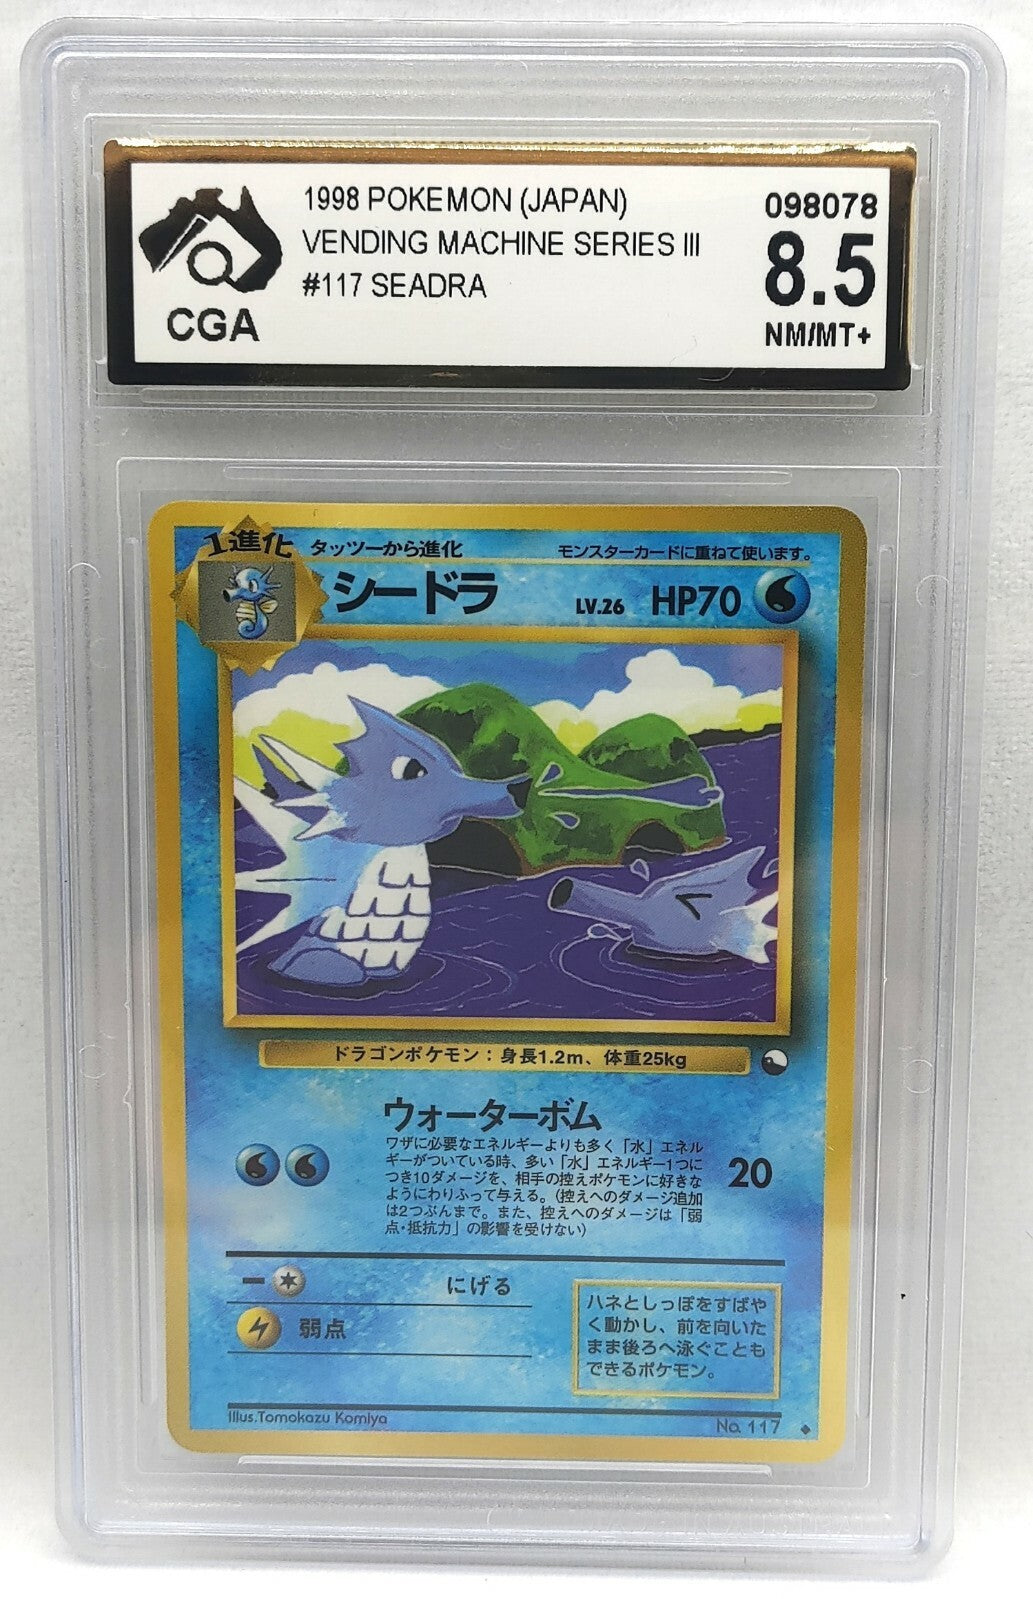 1998 POKEMON (JAPAN)
VENDING MACHINE SERIES III
#117 SEADRA
CGA
098078
8.5
NM/MT+
1進化
タッツーから進化
モンスターカードに重ねて使います。
シードラ
LV.26 HP70
ドラゴンポケモン:身長1.2m、体重25kg
ウォーターボム
ワザに必要なエネルギーよりも多く「水」エネル
ギーがついている時、多い「水」エネルギー1つに
つき10ダメージを、相手の控えポケモンに好きな
ようにわりふって与える。(控えへのダメージ追加
は2つぶんまで。また、控えへのダメージは「弱
点・抵抗力」の影響を受けない)
20
にげる
弱点
ハネとしっぽをすばや
く動かし、前を向いた
まま後ろへ泳ぐことも
できるポケモン。
Illus.Tomokazu Komiya
No. 117